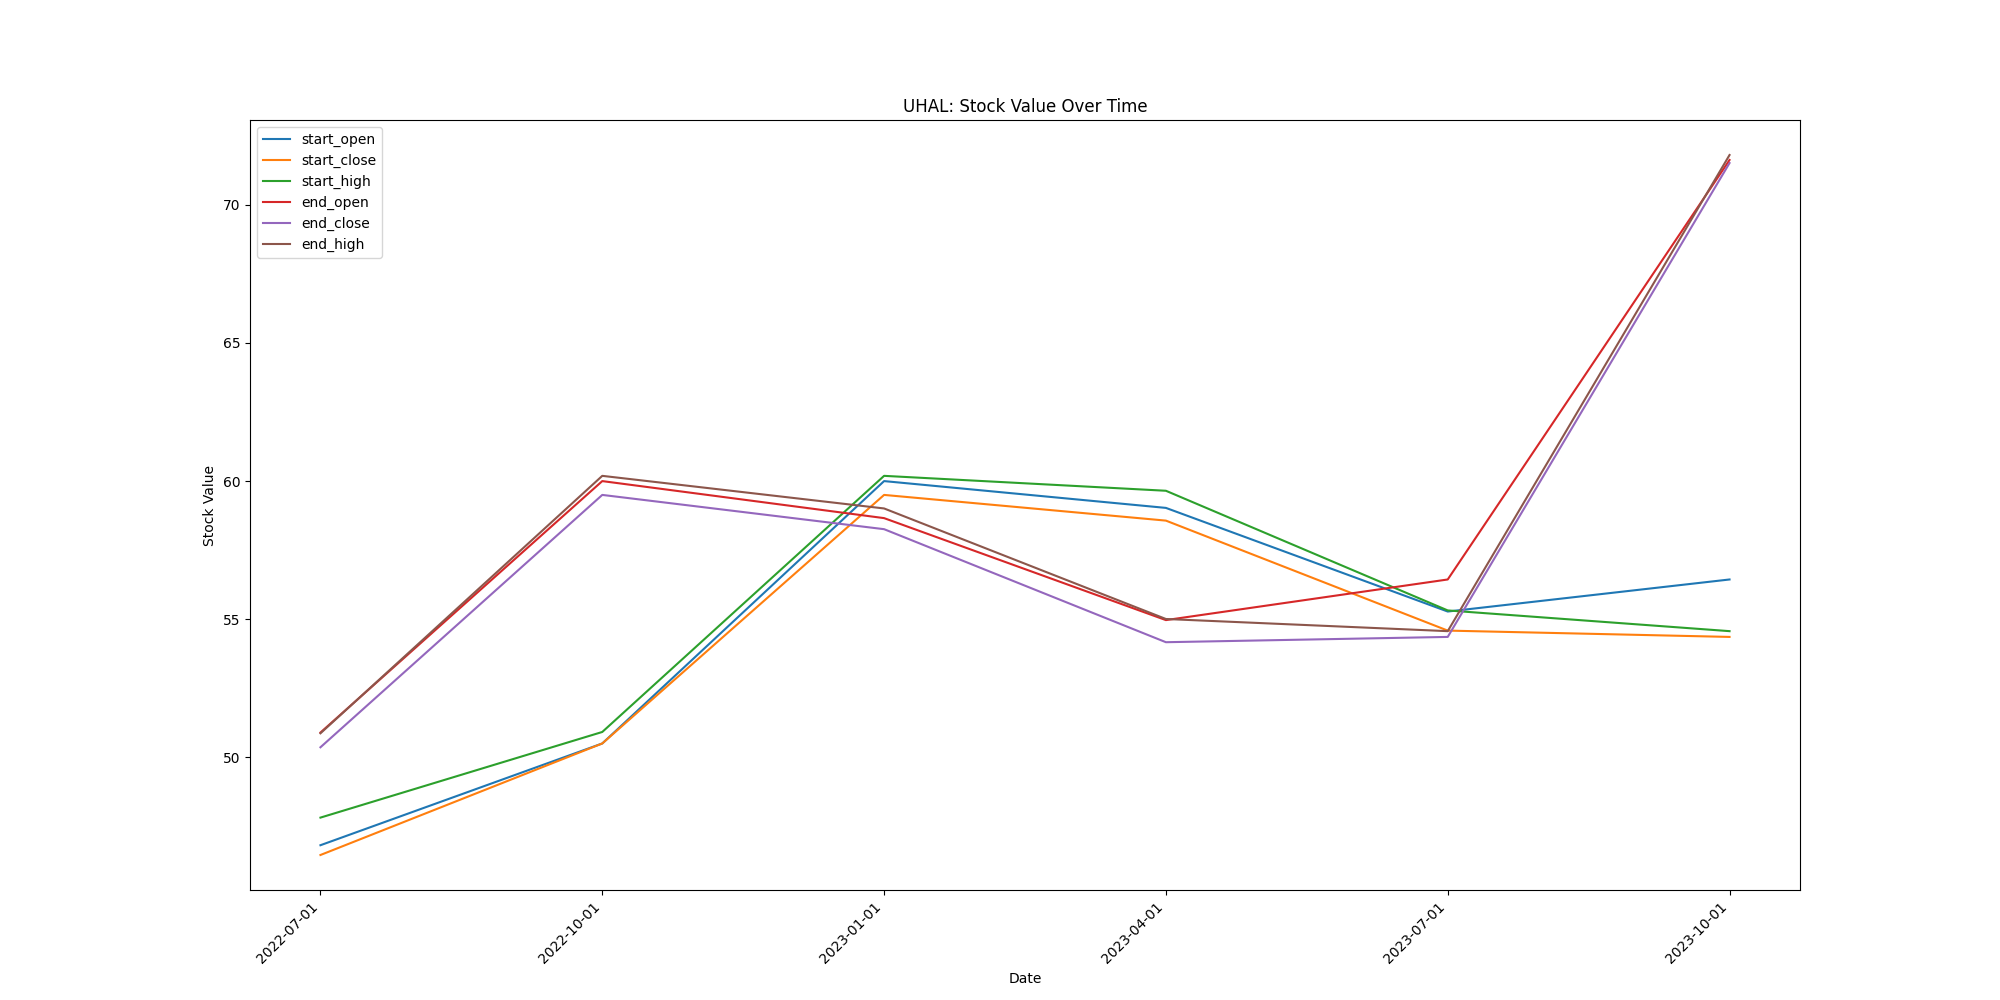 UHAL: Stock Value Over Time
start_open
start_close
start_high
end_open
end_close
end_high
70
65
60
55
50
Stock Value
2022-07-01
2022-10-01
2023-01-01
2023-04-01
2023-07-01
2023-10-01
Date